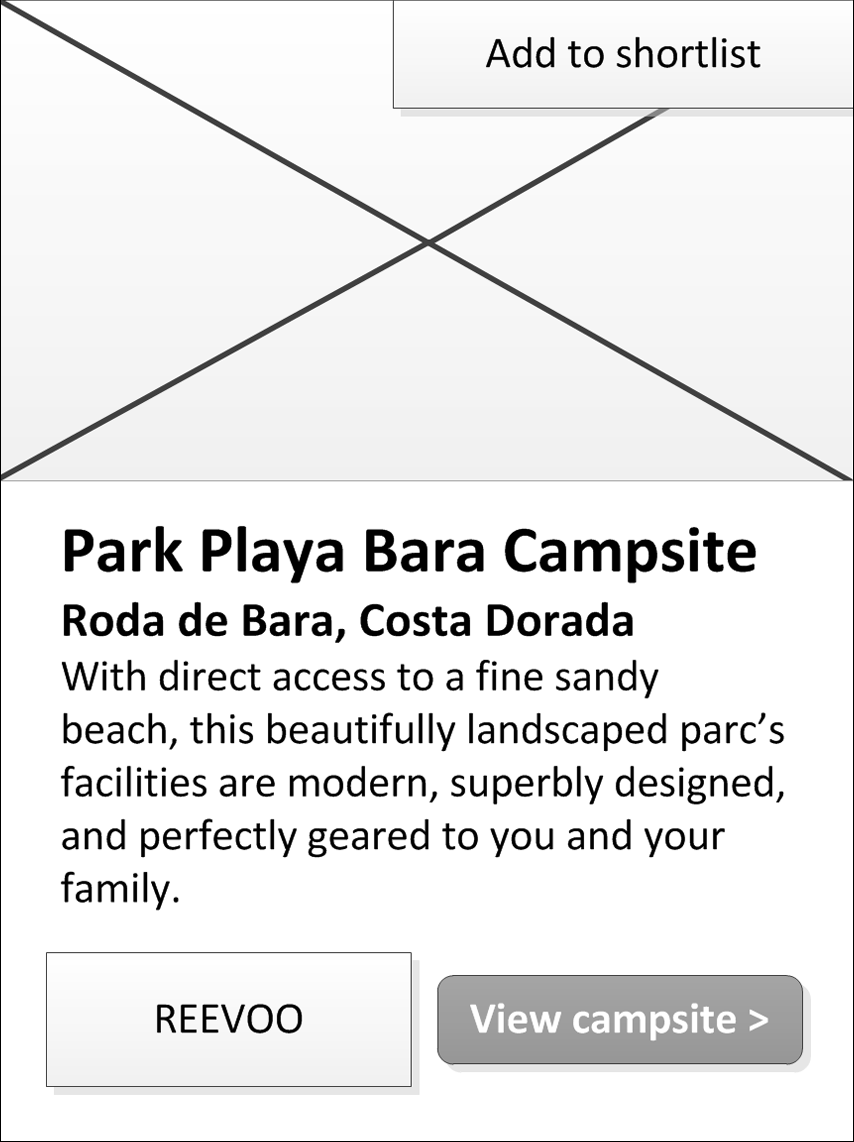 Add to shortlist
Park Playa Bara Campsite
Roda de Bara, Costa Dorada
With direct access to a fine sandy
beach, this beautifully landscaped parc’s
facilities are modern, superbly designed,
and perfectly geared to you and your
family.
REEVOO
View campsite >